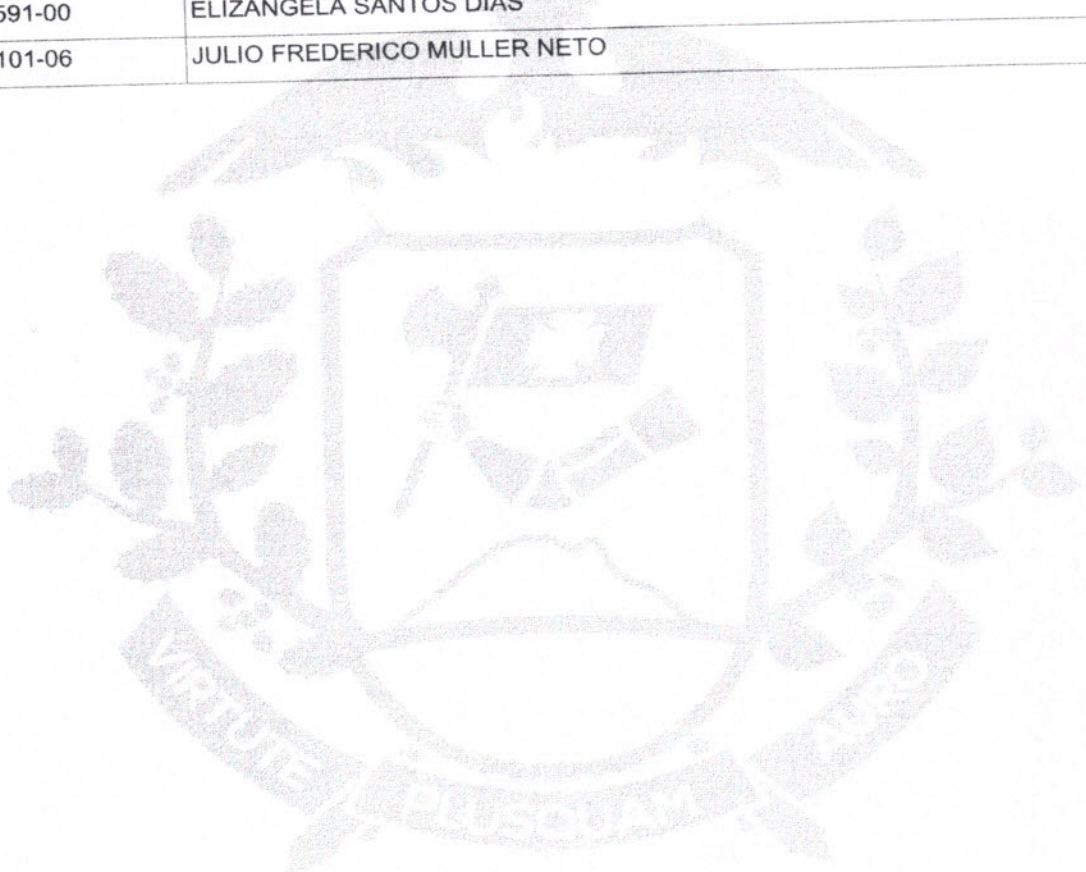 591-00 ELIZANGELA SANTOS DIAS
101-06 JULIO FREDERICO MULLER NETO
VIRTUTE PLUSQUAM AURO